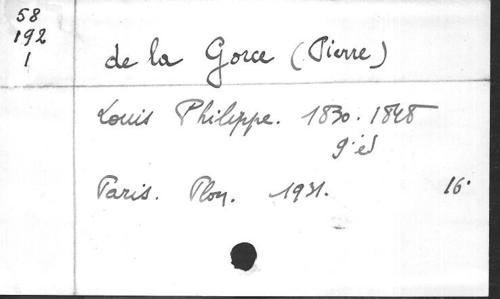 58
192
1
de la Gorce (Pierre)
Louis Philippe. 1830. 1848
9e éd
Paris. Plon. 1931. 16.